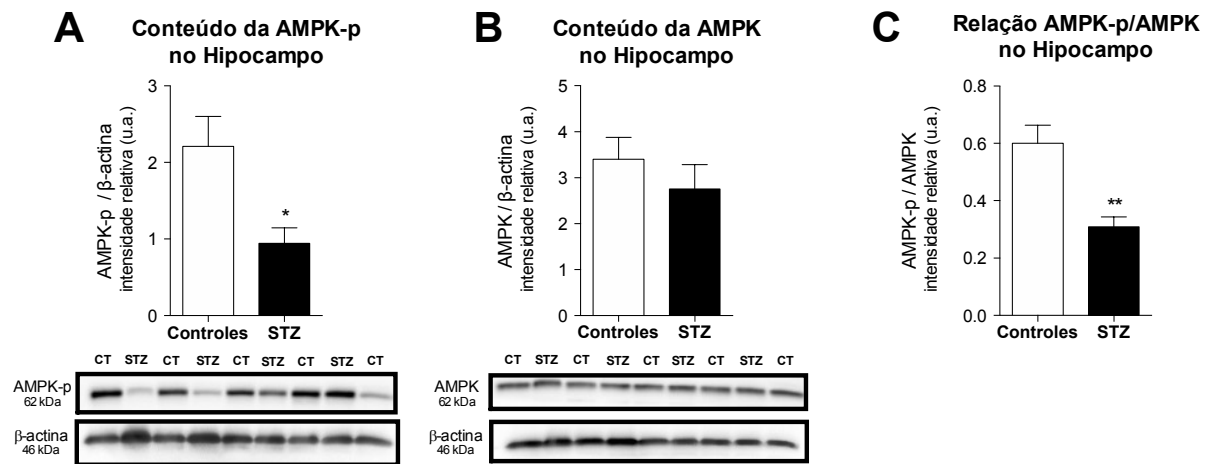 A
Conteúdo da AMPK-p
no Hipocampo
AMPK-p / β-actina
intensidade relativa (u.a.)
3
2
1
0
*
Controles STZ
CT STZ CT STZ CT STZ CT STZ CT
AMPK-p
62 kDa
β-actina
46 kDa
B
Conteúdo da AMPK
no Hipocampo
AMPK / β-actina
intensidade relativa (u.a.)
5
4
3
2
1
0
Controles STZ
CT STZ CT STZ CT STZ CT STZ CT
AMPK
62 kDa
β-actina
46 kDa
C
Relação AMPK-p/AMPK
no Hipocampo
AMPK-p / AMPK
intensidade relativa (u.a.)
0.8
0.6
0.4
0.2
0.0
**
Controles STZ